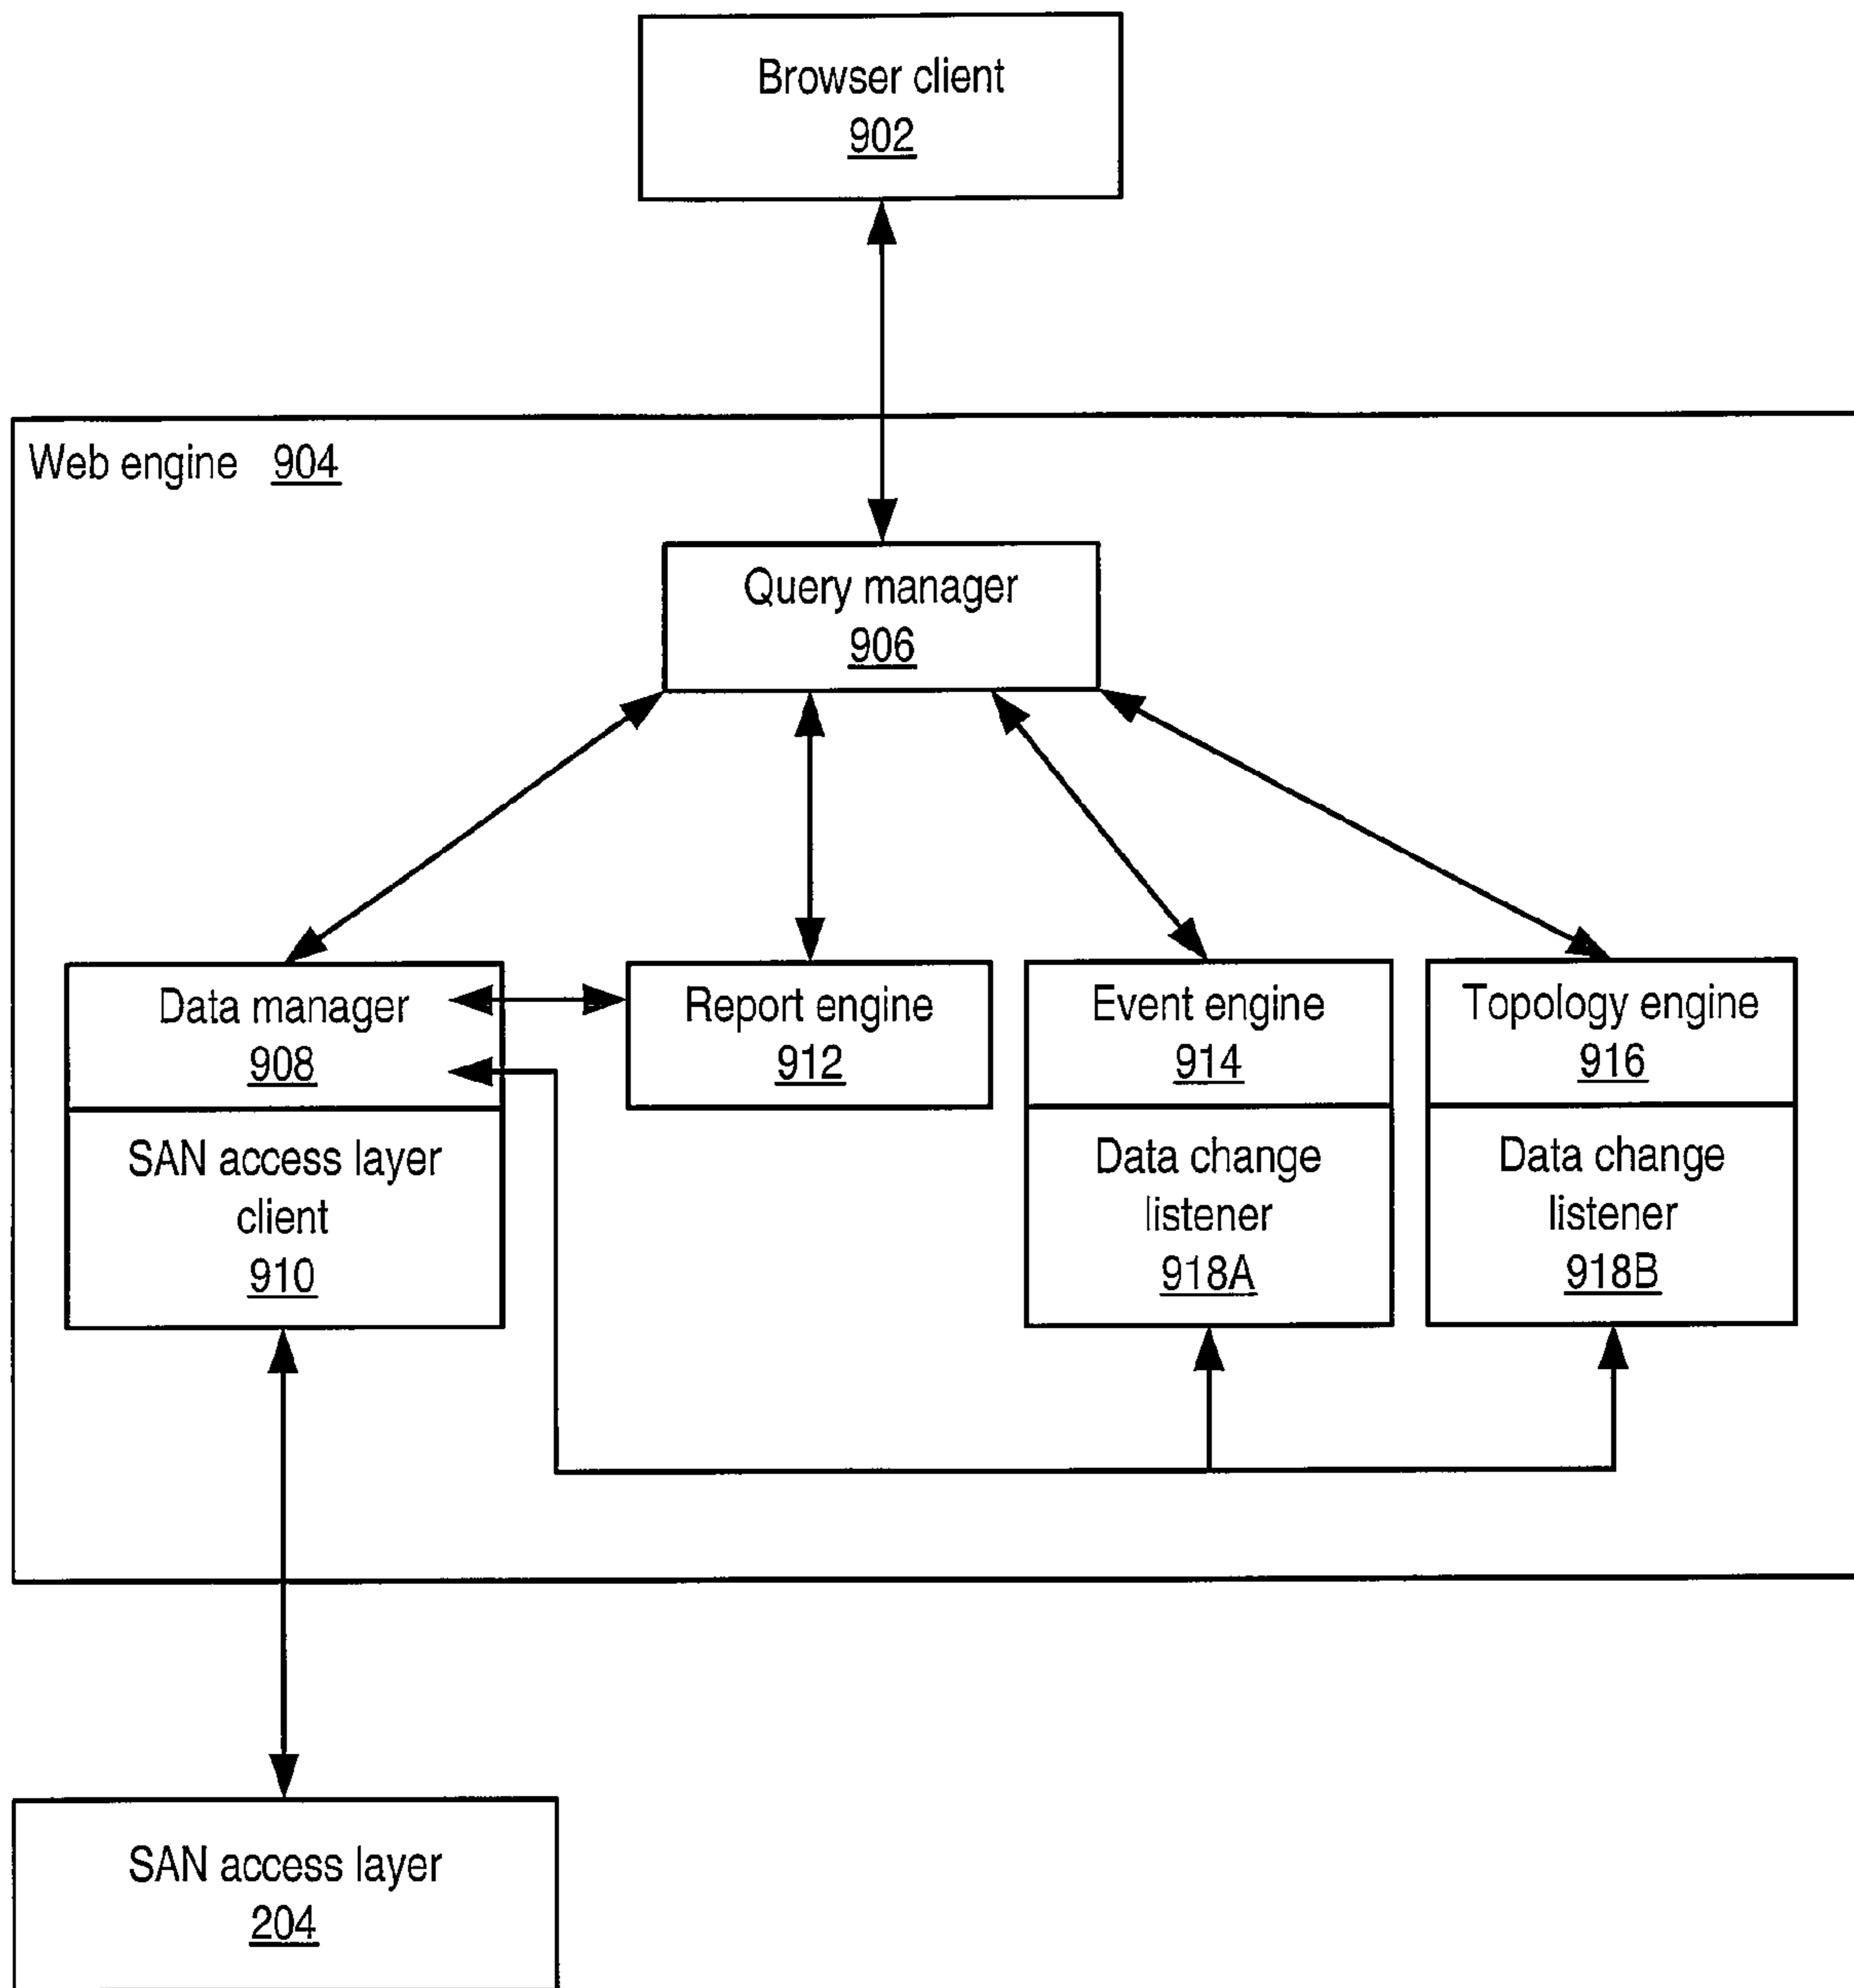 Browser client
902
Web engine 904
Query manager
906
Data manager
908
SAN access layer
client
910
Report engine
912
Event engine
914
Data change
listener
918A
Topology engine
916
Data change
listener
918B
SAN access layer
204